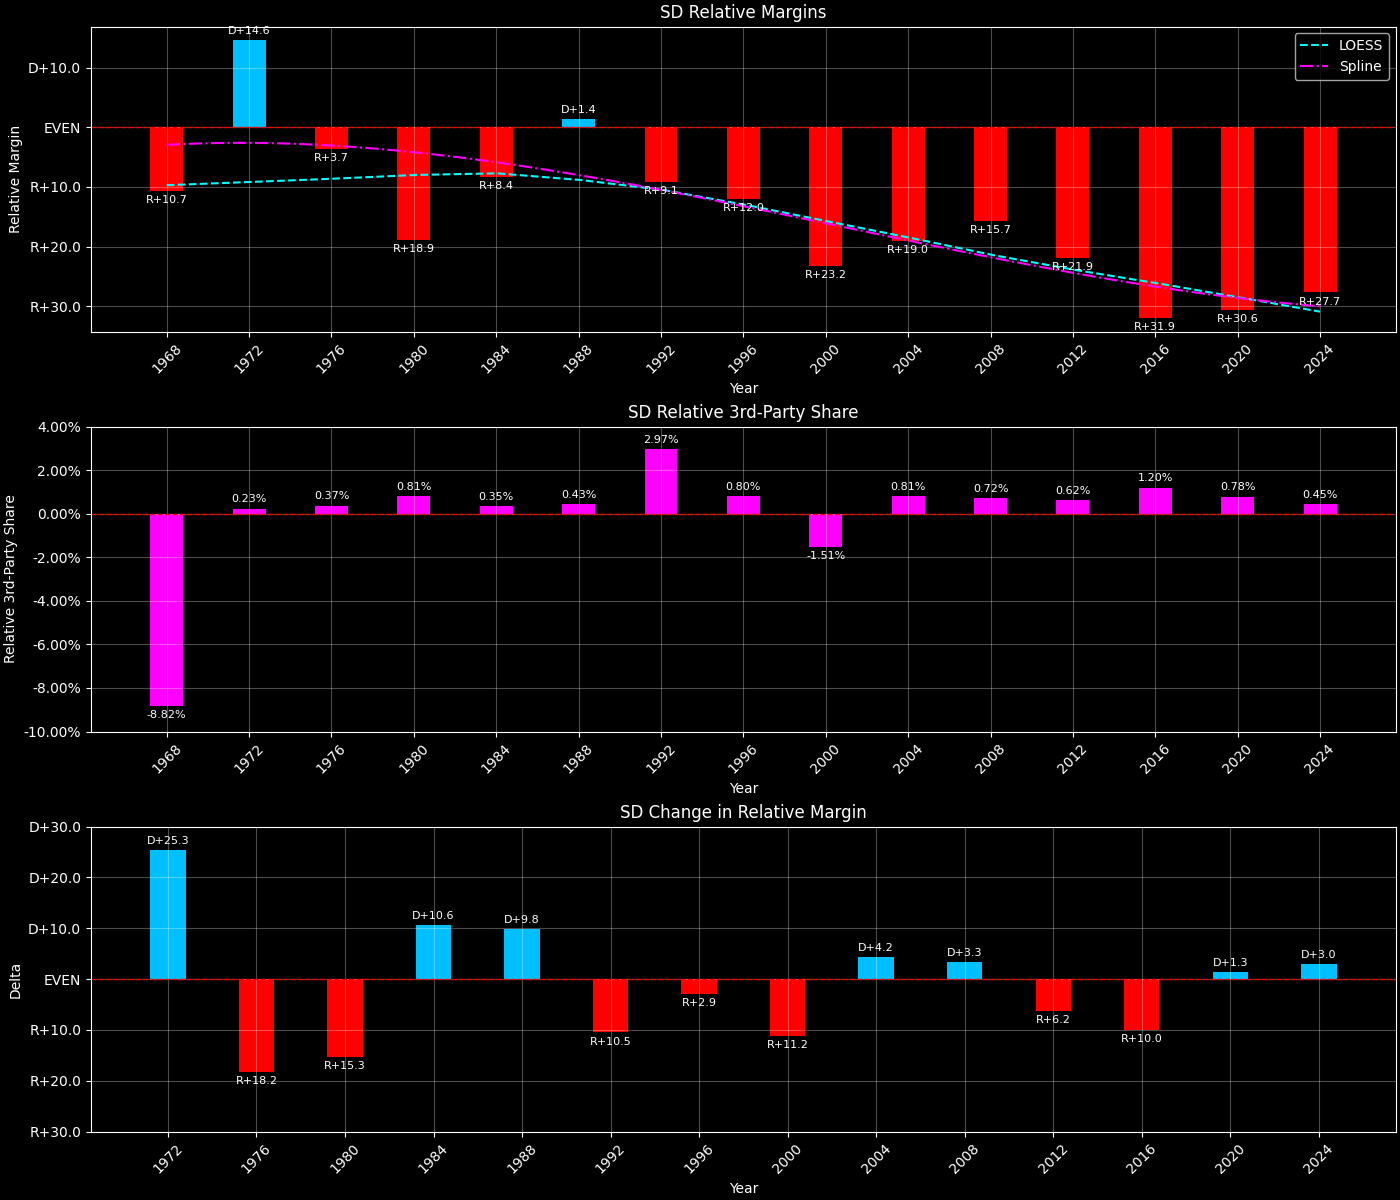 SD Relative Margins
D+14.6
LOESS
Spline
D+10.0
EVEN
R+10.0
R+20.0
R+30.0
Relative Margin
D+1.4
R+10.7
R+3.7
R+18.9
R+8.4
R+9.1
R+12.0
R+23.2
R+19.0
R+15.7
R+21.9
R+31.9
R+30.6
R+27.7
1968
1972
1976
1980
1984
1988
1992
1996
2000
2004
2008
2012
2016
2020
2024
Year
SD Relative 3rd-Party Share
4.00%
2.00%
0.00%
-2.00%
-4.00%
-6.00%
-8.00%
-10.00%
Relative 3rd-Party Share
-8.82%
0.23%
0.37%
0.81%
0.35%
0.43%
2.97%
0.80%
-1.51%
0.81%
0.72%
0.62%
1.20%
0.78%
0.45%
1968
1972
1976
1980
1984
1988
1992
1996
2000
2004
2008
2012
2016
2020
2024
Year
SD Change in Relative Margin
D+30.0
D+20.0
D+10.0
EVEN
R+10.0
R+20.0
R+30.0
Delta
D+25.3
R+18.2
R+15.3
D+10.6
D+9.8
R+10.5
R+2.9
R+11.2
D+4.2
D+3.3
R+6.2
R+10.0
D+1.3
D+3.0
1972
1976
1980
1984
1988
1992
1996
2000
2004
2008
2012
2016
2020
2024
Year